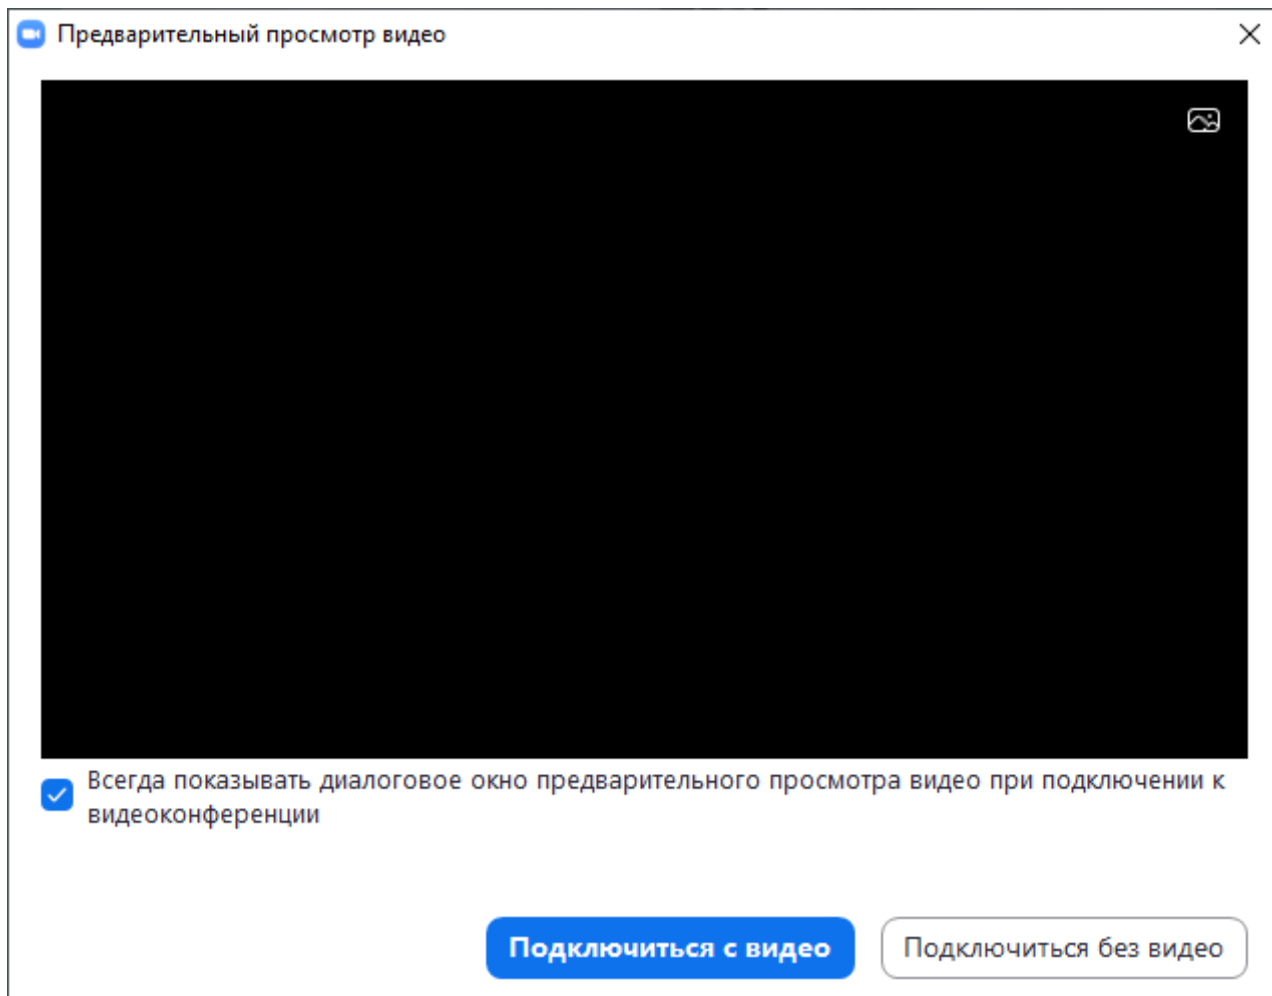 Предварительный просмотр видео
Всегда показывать диалоговое окно предварительного просмотра видео при подключении к
видеоконференции
Подключиться с видео
Подключиться без видео